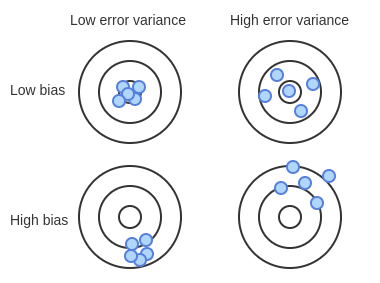 Low error variance
High error variance
Low bias
High bias